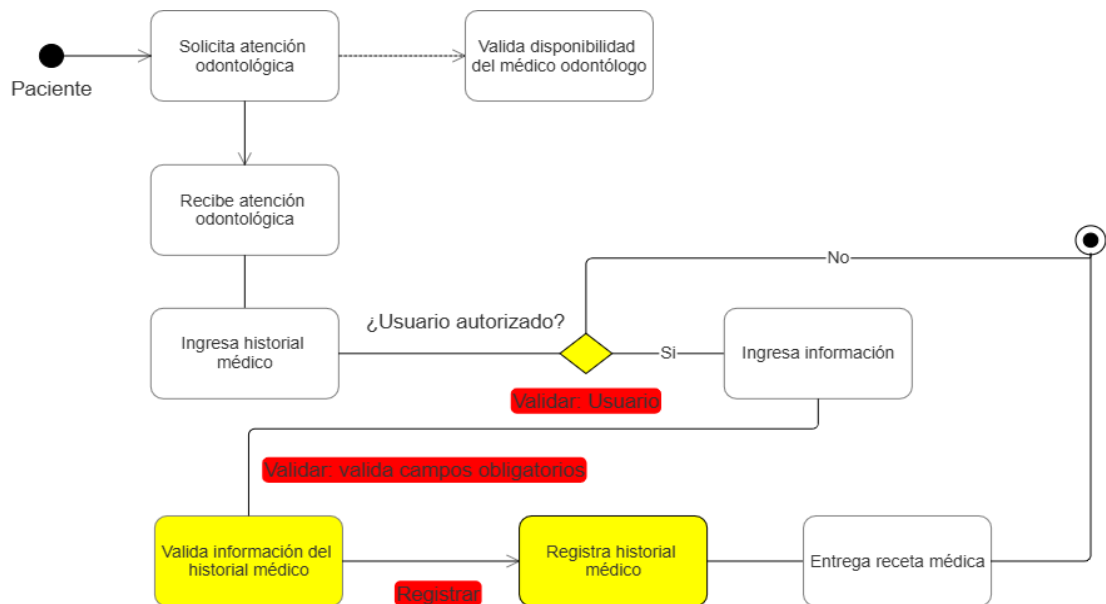 Solicita atención
odontológica
Valida disponibilidad
del médico odontólogo
Paciente
Recibe atención
odontológica
No
¿Usuario autorizado?
Ingresa historial
médico
Si
Ingresa información
Validar: Usuario
Validar: valida campos obligatorios
Valida información del
historial médico
Registra historial
médico
Entrega receta médica
Registrar